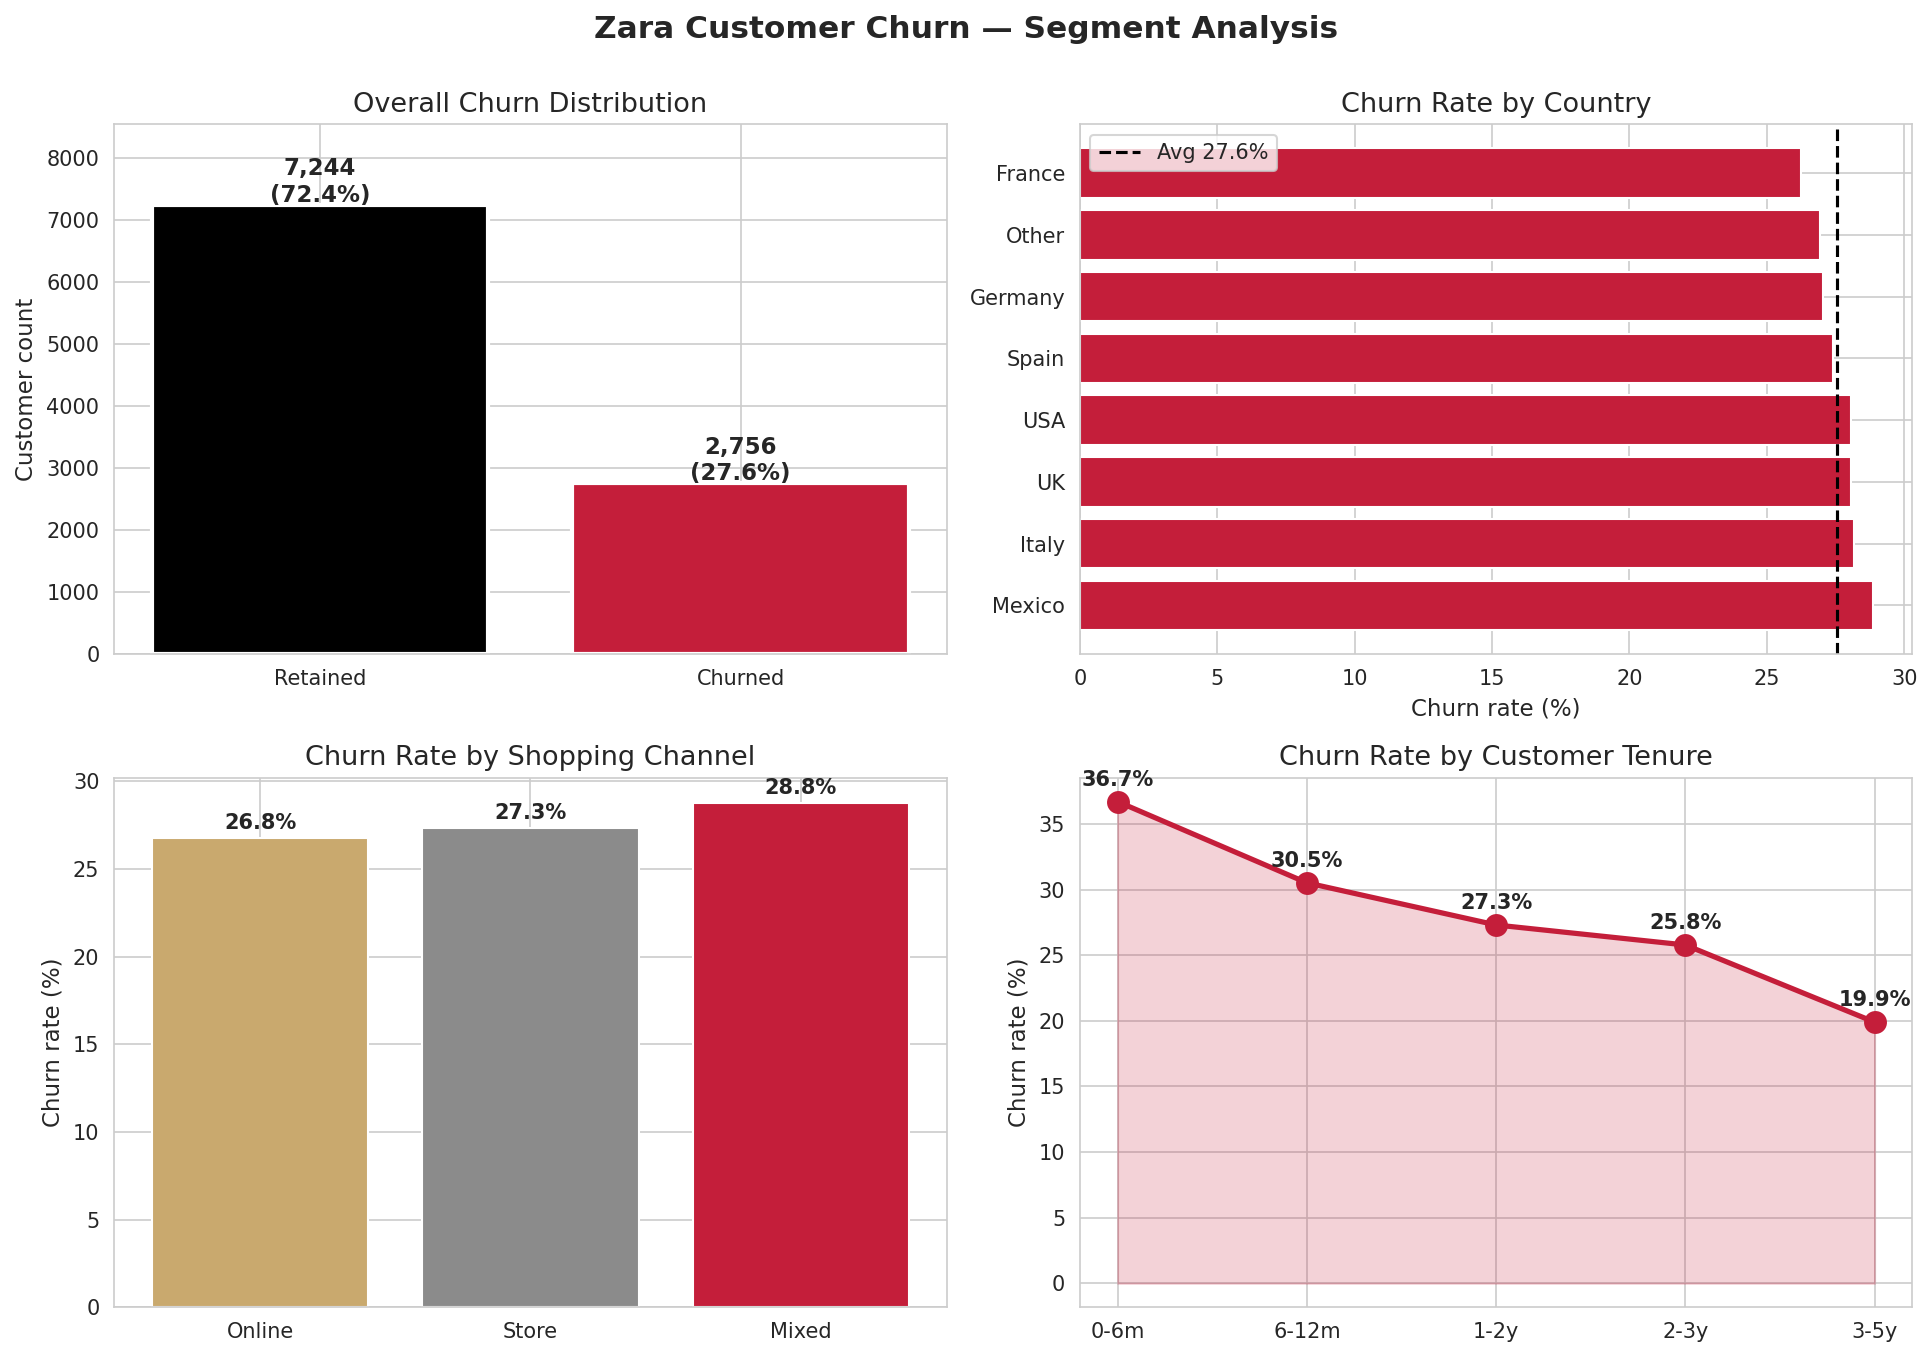 Zara Customer Churn — Segment Analysis
Overall Churn Distribution
Customer count
8000
7000
6000
5000
4000
3000
2000
1000
0
7,244
(72.4%)
2,756
(27.6%)
Retained
Churned
Churn Rate by Country
Avg 27.6%
France
Other
Germany
Spain
USA
UK
Italy
Mexico
0
5
10
15
20
25
30
Churn rate (%)
Churn Rate by Shopping Channel
Churn rate (%)
30
25
20
15
10
5
0
26.8%
27.3%
28.8%
Online
Store
Mixed
Churn Rate by Customer Tenure
Churn rate (%)
35
30
25
20
15
10
5
0
36.7%
30.5%
27.3%
25.8%
19.9%
0-6m
6-12m
1-2y
2-3y
3-5y